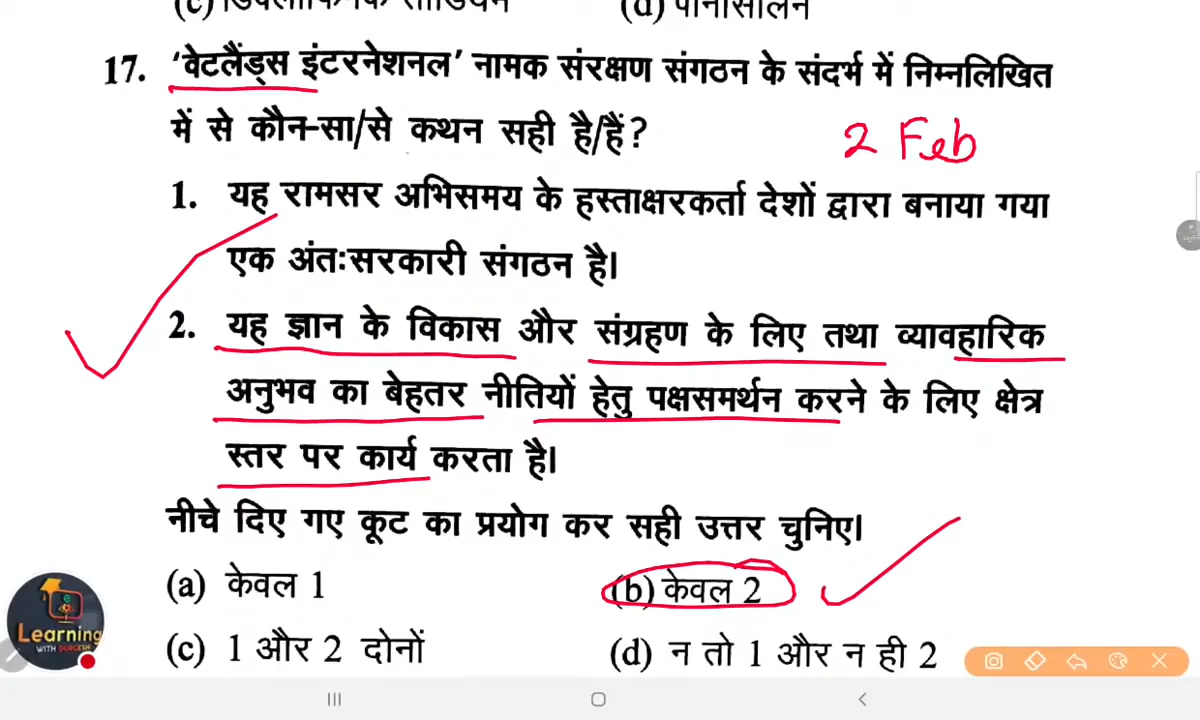 (c) डिक्लोफिनेक सोडियम (d) पेनिसिलिन
17. ‘वेटलैंड्स इंटरनेशनल’ नामक संरक्षण संगठन के संदर्भ में निम्नलिखित
में से कौन-सा/से कथन सही है/हैं?
2 Feb
1. यह रामसर अभिसमय के हस्ताक्षरकर्ता देशों द्वारा बनाया गया
एक अंतःसरकारी संगठन है।
2. यह ज्ञान के विकास और संग्रहण के लिए तथा व्यावहारिक
अनुभव का बेहतर नीतियों हेतु पक्षसमर्थन करने के लिए क्षेत्र
स्तर पर कार्य करता है।
नीचे दिए गए कूट का प्रयोग कर सही उत्तर चुनिए।
(a) केवल 1 (b) केवल 2
(c) 1 और 2 दोनों (d) न तो 1 और न ही 2
Learning
WITH DURGESH